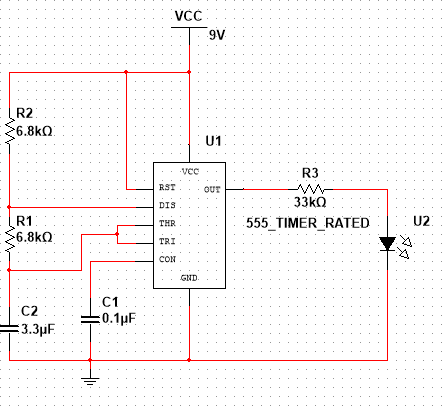 VCC
9V
R2
6.8kΩ
U1
VCC
RST
OUT
DIS
THR
TRI
CON
GND
R3
33kΩ
555_TIMER_RATED
U2
R1
6.8kΩ
C1
0.1µF
C2
3.3µF